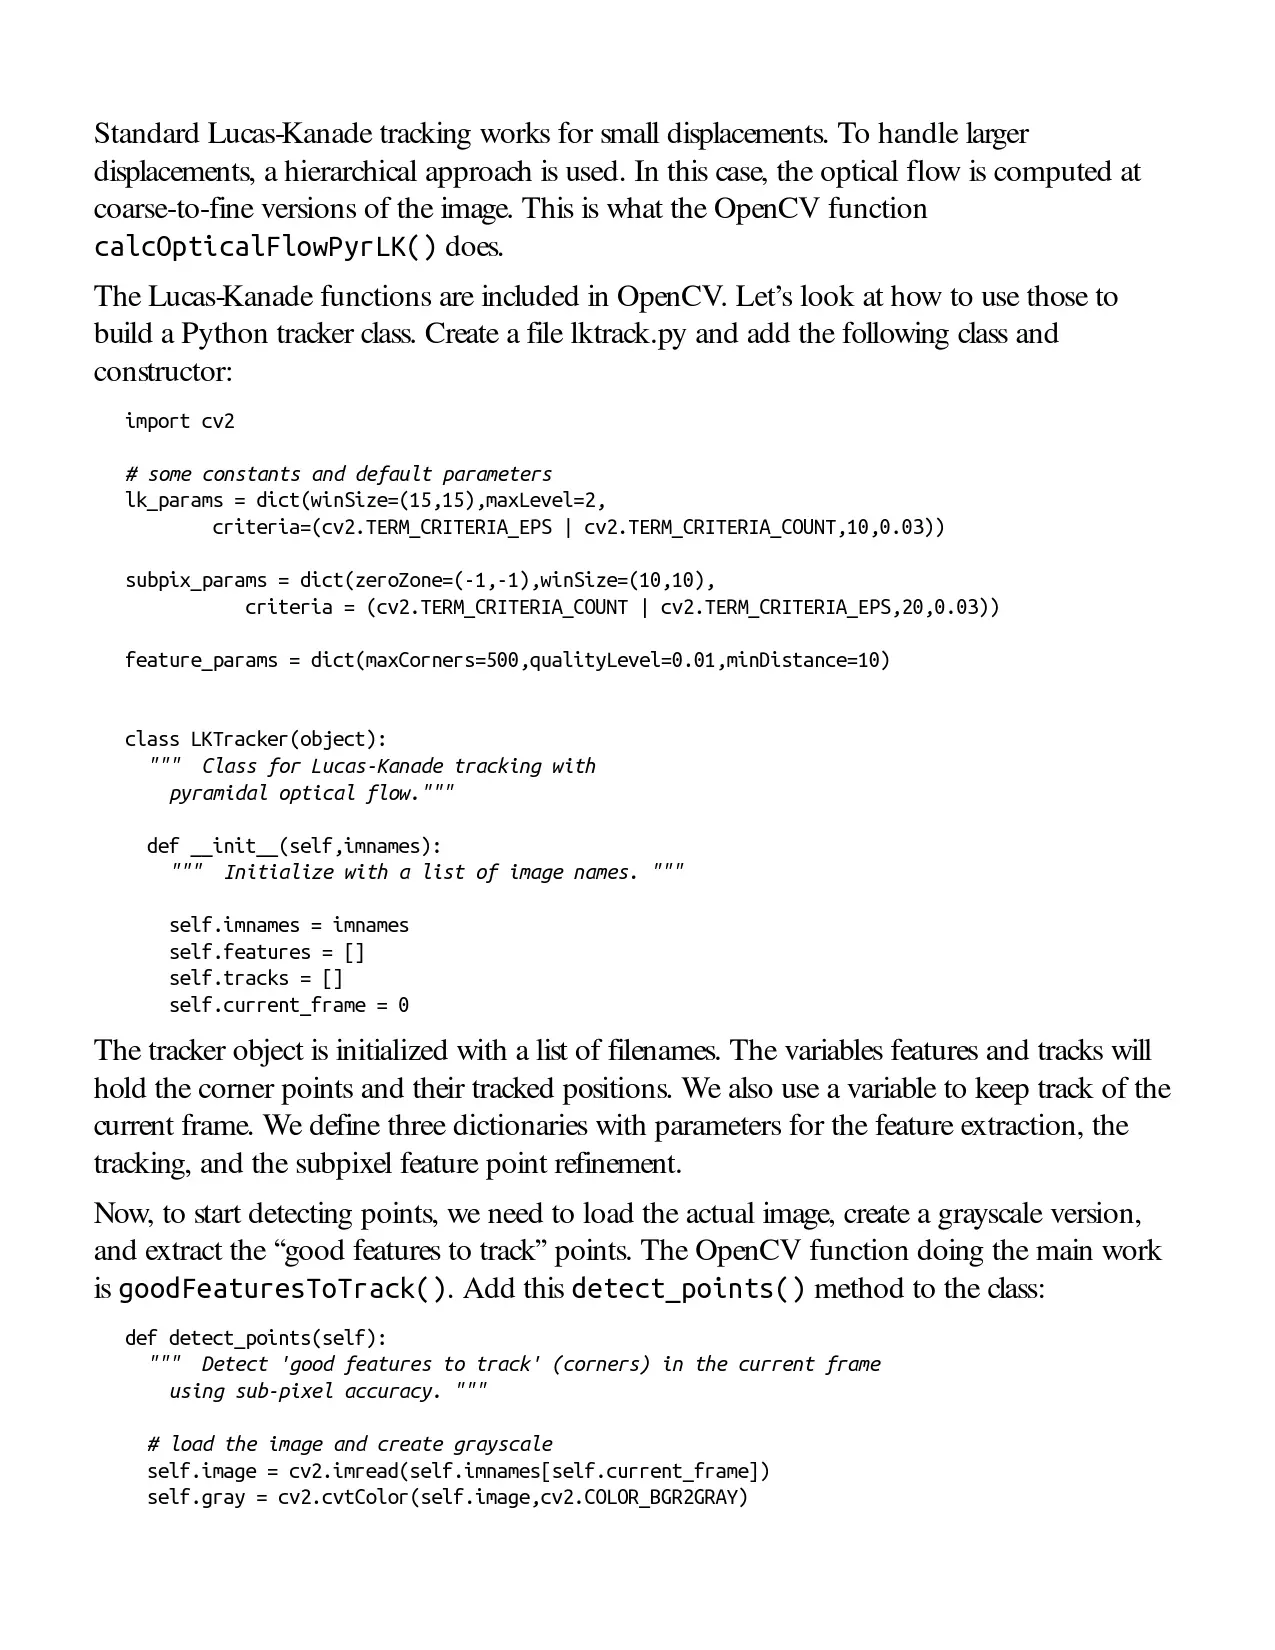 Standard Lucas-Kanade tracking works for small displacements. To handle larger
displacements, a hierarchical approach is used. In this case, the optical flow is computed at
coarse-to-fine versions of the image. This is what the OpenCV function
calcOpticalFlowPyrLK() does.
The Lucas-Kanade functions are included in OpenCV. Let’s look at how to use those to
build a Python tracker class. Create a file lktrack.py and add the following class and
constructor:
import cv2
# some constants and default parameters
lk_params = dict(winSize=(15,15),maxLevel=2,
criteria=(cv2.TERM_CRITERIA_EPS | cv2.TERM_CRITERIA_COUNT,10,0.03))
subpix_params = dict(zeroZone=(-1,-1),winSize=(10,10),
criteria = (cv2.TERM_CRITERIA_COUNT | cv2.TERM_CRITERIA_EPS,20,0.03))
feature_params = dict(maxCorners=500,qualityLevel=0.01,minDistance=10)
class LKTracker(object):
""" Class for Lucas-Kanade tracking with
pyramidal optical flow."""
def __init__(self,imnames):
""" Initialize with a list of image names. """
self.imnames = imnames
self.features = []
self.tracks = []
self.current_frame = 0
The tracker object is initialized with a list of filenames. The variables features and tracks will
hold the corner points and their tracked positions. We also use a variable to keep track of the
current frame. We define three dictionaries with parameters for the feature extraction, the
tracking, and the subpixel feature point refinement.
Now, to start detecting points, we need to load the actual image, create a grayscale version,
and extract the “good features to track” points. The OpenCV function doing the main work
is goodFeaturesToTrack(). Add this detect_points() method to the class:
def detect_points(self):
""" Detect 'good features to track' (corners) in the current frame
using sub-pixel accuracy. """
# load the image and create grayscale
self.image = cv2.imread(self.imnames[self.current_frame])
self.gray = cv2.cvtColor(self.image,cv2.COLOR_BGR2GRAY)